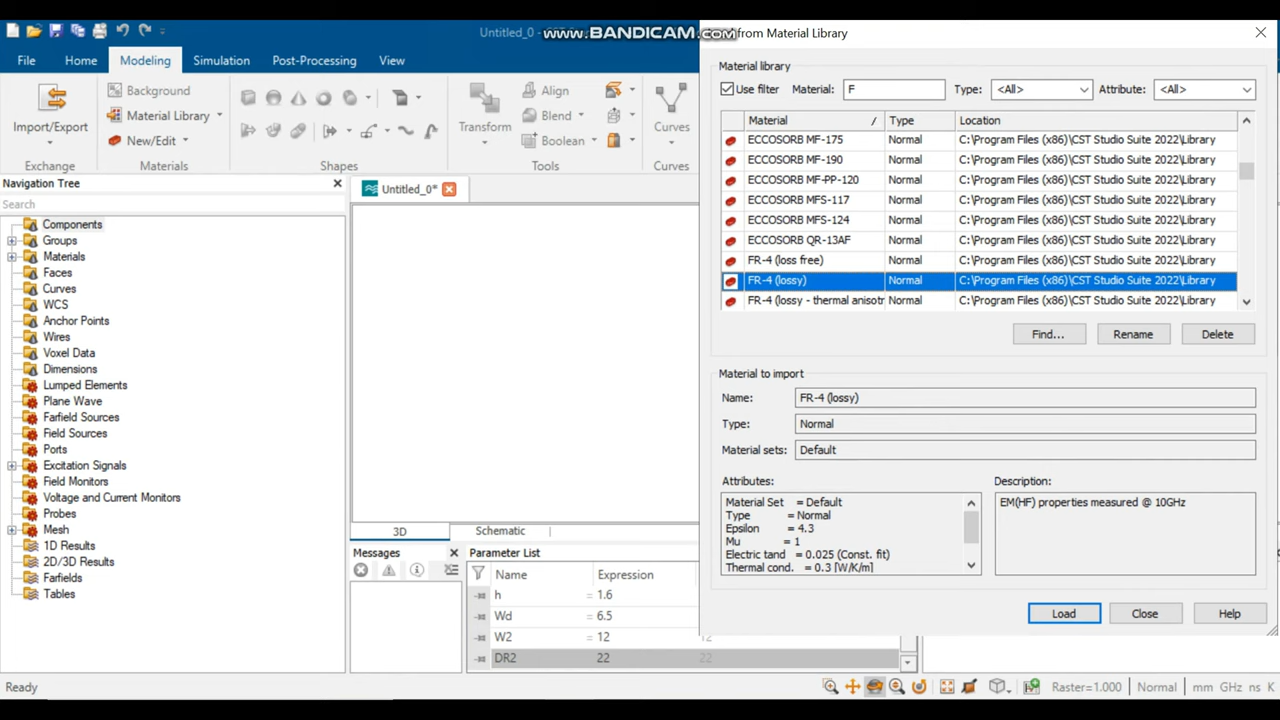 Untitled_0 -
www.BANDICAM.com
from Material Library
File Home Modeling Simulation Post-Processing View
Import/Export
Exchange
Background
Material Library
New/Edit
Materials
Shapes
Transform
Align
Blend
Boolean
Tools
Curves
Curves
Navigation Tree
Search
Components
Groups
Materials
Faces
Curves
WCS
Anchor Points
Wires
Voxel Data
Dimensions
Lumped Elements
Plane Wave
Farfield Sources
Field Sources
Ports
Excitation Signals
Field Monitors
Voltage and Current Monitors
Probes
Mesh
1D Results
2D/3D Results
Farfields
Tables
Untitled_0*
3D Schematic
Messages
Parameter List
Name Expression
h = 1.6
Wd = 6.5
W2 = 12 12
DR2 22 22
Material library
Use filter Material: F Type: <All> Attribute: <All>
Material / Type Location
ECCOSORB MF-175 Normal C:\Program Files (x86)\CST Studio Suite 2022\Library
ECCOSORB MF-190 Normal C:\Program Files (x86)\CST Studio Suite 2022\Library
ECCOSORB MF-PP-120 Normal C:\Program Files (x86)\CST Studio Suite 2022\Library
ECCOSORB MFS-117 Normal C:\Program Files (x86)\CST Studio Suite 2022\Library
ECCOSORB MFS-124 Normal C:\Program Files (x86)\CST Studio Suite 2022\Library
ECCOSORB QR-13AF Normal C:\Program Files (x86)\CST Studio Suite 2022\Library
FR-4 (loss free) Normal C:\Program Files (x86)\CST Studio Suite 2022\Library
FR-4 (lossy) Normal C:\Program Files (x86)\CST Studio Suite 2022\Library
FR-4 (lossy - thermal anisotr Normal C:\Program Files (x86)\CST Studio Suite 2022\Library
Find... Rename Delete
Material to import
Name: FR-4 (lossy)
Type: Normal
Material sets: Default
Attributes:
Material Set = Default
Type = Normal
Epsilon = 4.3
Mu = 1
Electric tand = 0.025 (Const. fit)
Thermal cond. = 0.3 [W/K/m]
Description:
EM(HF) properties measured @ 10GHz
Load Close Help
Ready
Raster=1.000 Normal mm GHz ns K